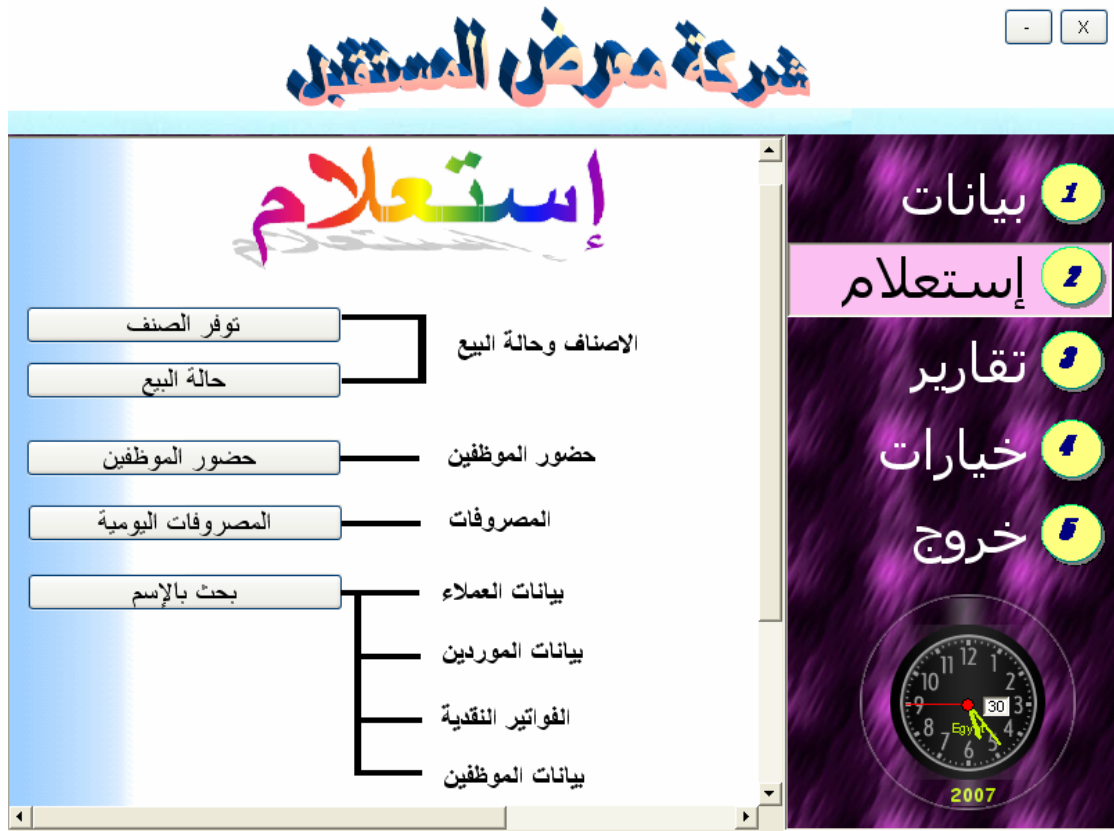 شركة معرض المستقبل
- X
إستعلام
1 بيانات
2 إستعلام
3 تقارير
4 خيارات
5 خروج
الاصناف وحالة البيع
توفر الصنف
حالة البيع
حضور الموظفين
حضور الموظفين
المصروفات
المصروفات اليومية
بيانات العملاء
بحث بالإسم
بيانات الموردين
الفواتير النقدية
بيانات الموظفين
12
11 1
10 2
9 30 3
8 Egypt 4
7 6 5
2007